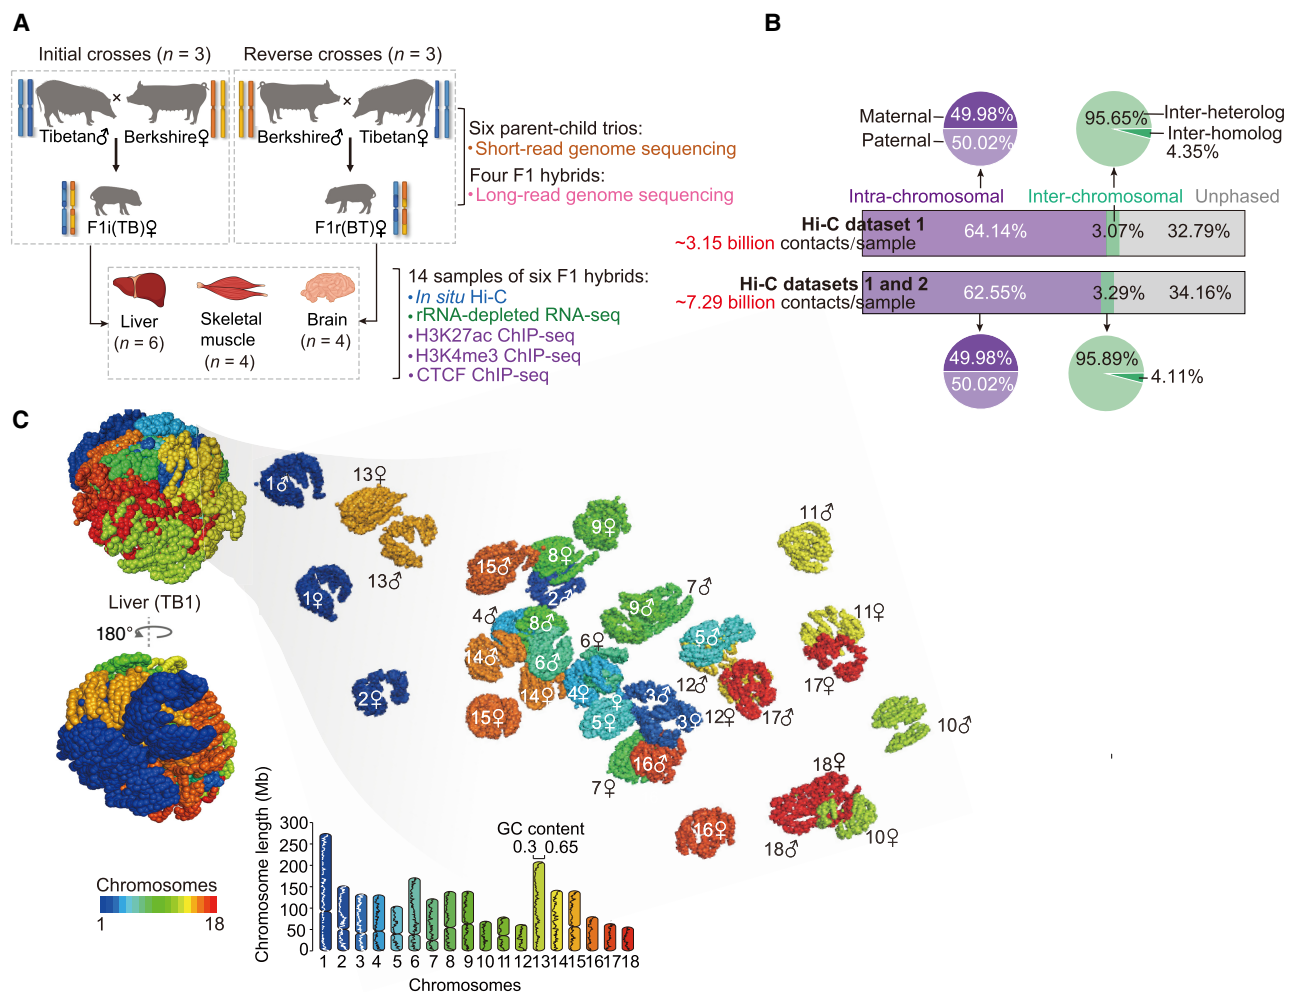 A
Initial crosses (n = 3)
Reverse crosses (n = 3)
×
×
Tibetan♂
Berkshire♀
Berkshire♂
Tibetan♀
F1i(TB)♀
F1r(BT)♀
Six parent-child trios:
•Short-read genome sequencing
Four F1 hybrids:
•Long-read genome sequencing
Liver
(n = 6)
Skeletal
muscle
(n = 4)
Brain
(n = 4)
14 samples of six F1 hybrids:
•In situ Hi-C
•rRNA-depleted RNA-seq
•H3K27ac ChIP-seq
•H3K4me3 ChIP-seq
•CTCF ChIP-seq
B
Maternal
Paternal
49.98%
50.02%
95.65%
Inter-heterolog
Inter-homolog
4.35%
Intra-chromosomal
Inter-chromosomal
Unphased
Hi-C dataset 1
~3.15 billion contacts/sample
64.14%
3.07%
32.79%
Hi-C datasets 1 and 2
~7.29 billion contacts/sample
62.55%
3.29%
34.16%
49.98%
50.02%
95.89%
4.11%
C
Liver (TB1)
180°
1♂
13♀
13♂
1♀
2♀
9♀
15♂
8♀
2♂
4♂
8♂
14♂
6♂
14♀
15♀
6♀
4♀
♀
5♀
9♂
7♂
3♂
3♀
7♀
16♂
5♂
12♂
12♀
17♂
11♂
11♀
17♀
10♂
18♀
18♂
10♀
16♀
Chromosomes
1
18
Chromosome length (Mb)
300
250
200
150
100
50
0
GC content
0.3
0.65
1 2 3 4 5 6 7 8 9 10 11 12 13 14 15 16 17 18
Chromosomes